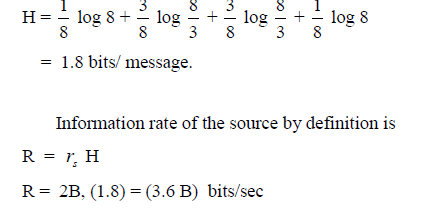 H = 1/8 log 8 + 3/8 log 8/3 + 3/8 log 8/3 + 1/8 log 8
= 1.8 bits/ message.
Information rate of the source by definition is
R = r_s H
R = 2B, (1.8) = (3.6 B) bits/sec